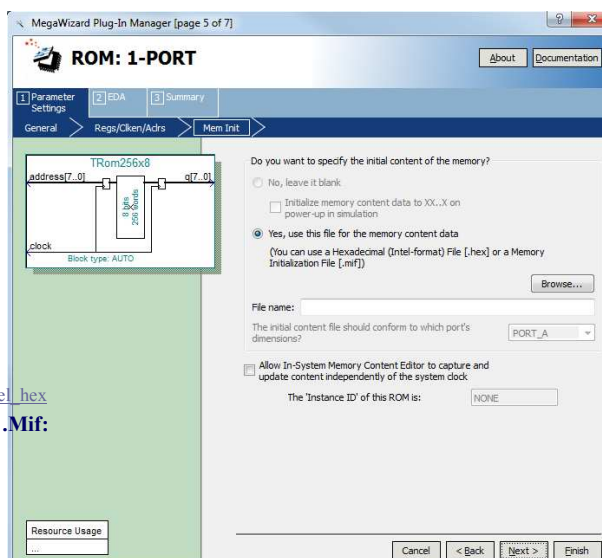 MegaWizard Plug-In Manager [page 5 of 7]
ROM: 1-PORT
About
Documentation
1 Parameter Settings
2 EDA
3 Summary
General
Regs/Clken/Adrs
Mem Init
TRom256x8
address[7..0]
q[7..0]
8 bits
256 words
clock
Block type: AUTO
Do you want to specify the initial content of the memory?
No, leave it blank
Initialize memory content data to XX..X on
power-up in simulation
Yes, use this file for the memory content data
(You can use a Hexadecimal (Intel-format) File [.hex] or a Memory
Initialization File [.mif])
Browse...
File name:
The initial content file should conform to which port's
dimensions?
PORT_A
Allow In-System Memory Content Editor to capture and
update content independently of the system clock
The 'Instance ID' of this ROM is:
NONE
el_hex
.Mif:
Resource Usage
...
Cancel
< Back
Next >
Finish